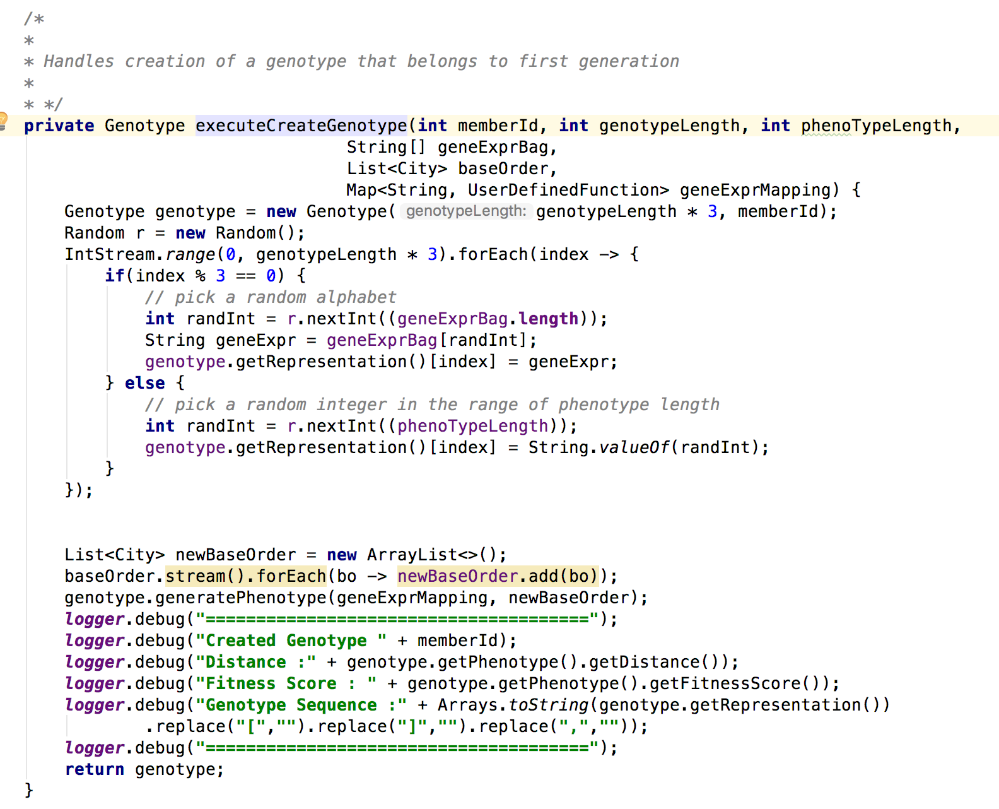 /*
*
* Handles creation of a genotype that belongs to first generation
*
* */
private Genotype executeCreateGenotype(int memberId, int genotypeLength, int phenoTypeLength,
String[] geneExprBag,
List<City> baseOrder,
Map<String, UserDefinedFunction> geneExprMapping) {
Genotype genotype = new Genotype( genotypeLength: genotypeLength * 3, memberId);
Random r = new Random();
IntStream.range(0, genotypeLength * 3).forEach(index -> {
if(index % 3 == 0) {
// pick a random alphabet
int randInt = r.nextInt((geneExprBag.length));
String geneExpr = geneExprBag[randInt];
genotype.getRepresentation()[index] = geneExpr;
} else {
// pick a random integer in the range of phenotype length
int randInt = r.nextInt((phenoTypeLength));
genotype.getRepresentation()[index] = String.valueOf(randInt);
}
});
List<City> newBaseOrder = new ArrayList<>();
baseOrder.stream().forEach(bo -> newBaseOrder.add(bo));
genotype.generatePhenotype(geneExprMapping, newBaseOrder);
logger.debug("======================================");
logger.debug("Created Genotype " + memberId);
logger.debug("Distance :" + genotype.getPhenotype().getDistance());
logger.debug("Fitness Score : " + genotype.getPhenotype().getFitnessScore());
logger.debug("Genotype Sequence :" + Arrays.toString(genotype.getRepresentation())
.replace("[","").replace("]","").replace(",",""));
logger.debug("======================================");
return genotype;
}